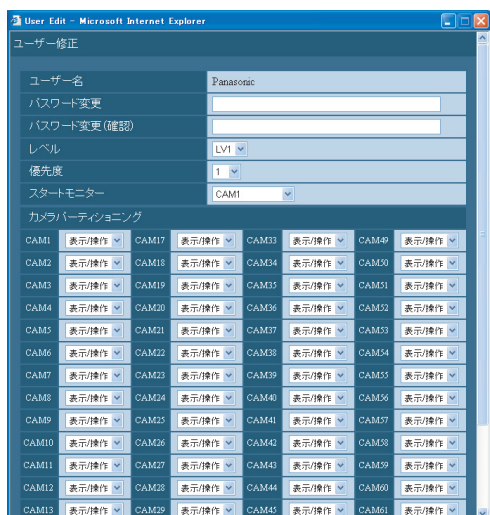 User Edit - Microsoft Internet Explorer
ユーザー修正
ユーザー名 Panasonic
パスワード変更
パスワード変更(確認)
レベル LV1
優先度 1
スタートモニター CAM1
カメラパーティショニング
CAM1 表示/操作 CAM17 表示/操作 CAM33 表示/操作 CAM49 表示/操作
CAM2 表示/操作 CAM18 表示/操作 CAM34 表示/操作 CAM50 表示/操作
CAM3 表示/操作 CAM19 表示/操作 CAM35 表示/操作 CAM51 表示/操作
CAM4 表示/操作 CAM20 表示/操作 CAM36 表示/操作 CAM52 表示/操作
CAM5 表示/操作 CAM21 表示/操作 CAM37 表示/操作 CAM53 表示/操作
CAM6 表示/操作 CAM22 表示/操作 CAM38 表示/操作 CAM54 表示/操作
CAM7 表示/操作 CAM23 表示/操作 CAM39 表示/操作 CAM55 表示/操作
CAM8 表示/操作 CAM24 表示/操作 CAM40 表示/操作 CAM56 表示/操作
CAM9 表示/操作 CAM25 表示/操作 CAM41 表示/操作 CAM57 表示/操作
CAM10 表示/操作 CAM26 表示/操作 CAM42 表示/操作 CAM58 表示/操作
CAM11 表示/操作 CAM27 表示/操作 CAM43 表示/操作 CAM59 表示/操作
CAM12 表示/操作 CAM28 表示/操作 CAM44 表示/操作 CAM60 表示/操作
CAM13 表示/操作 CAM29 表示/操作 CAM45 表示/操作 CAM61 表示/操作